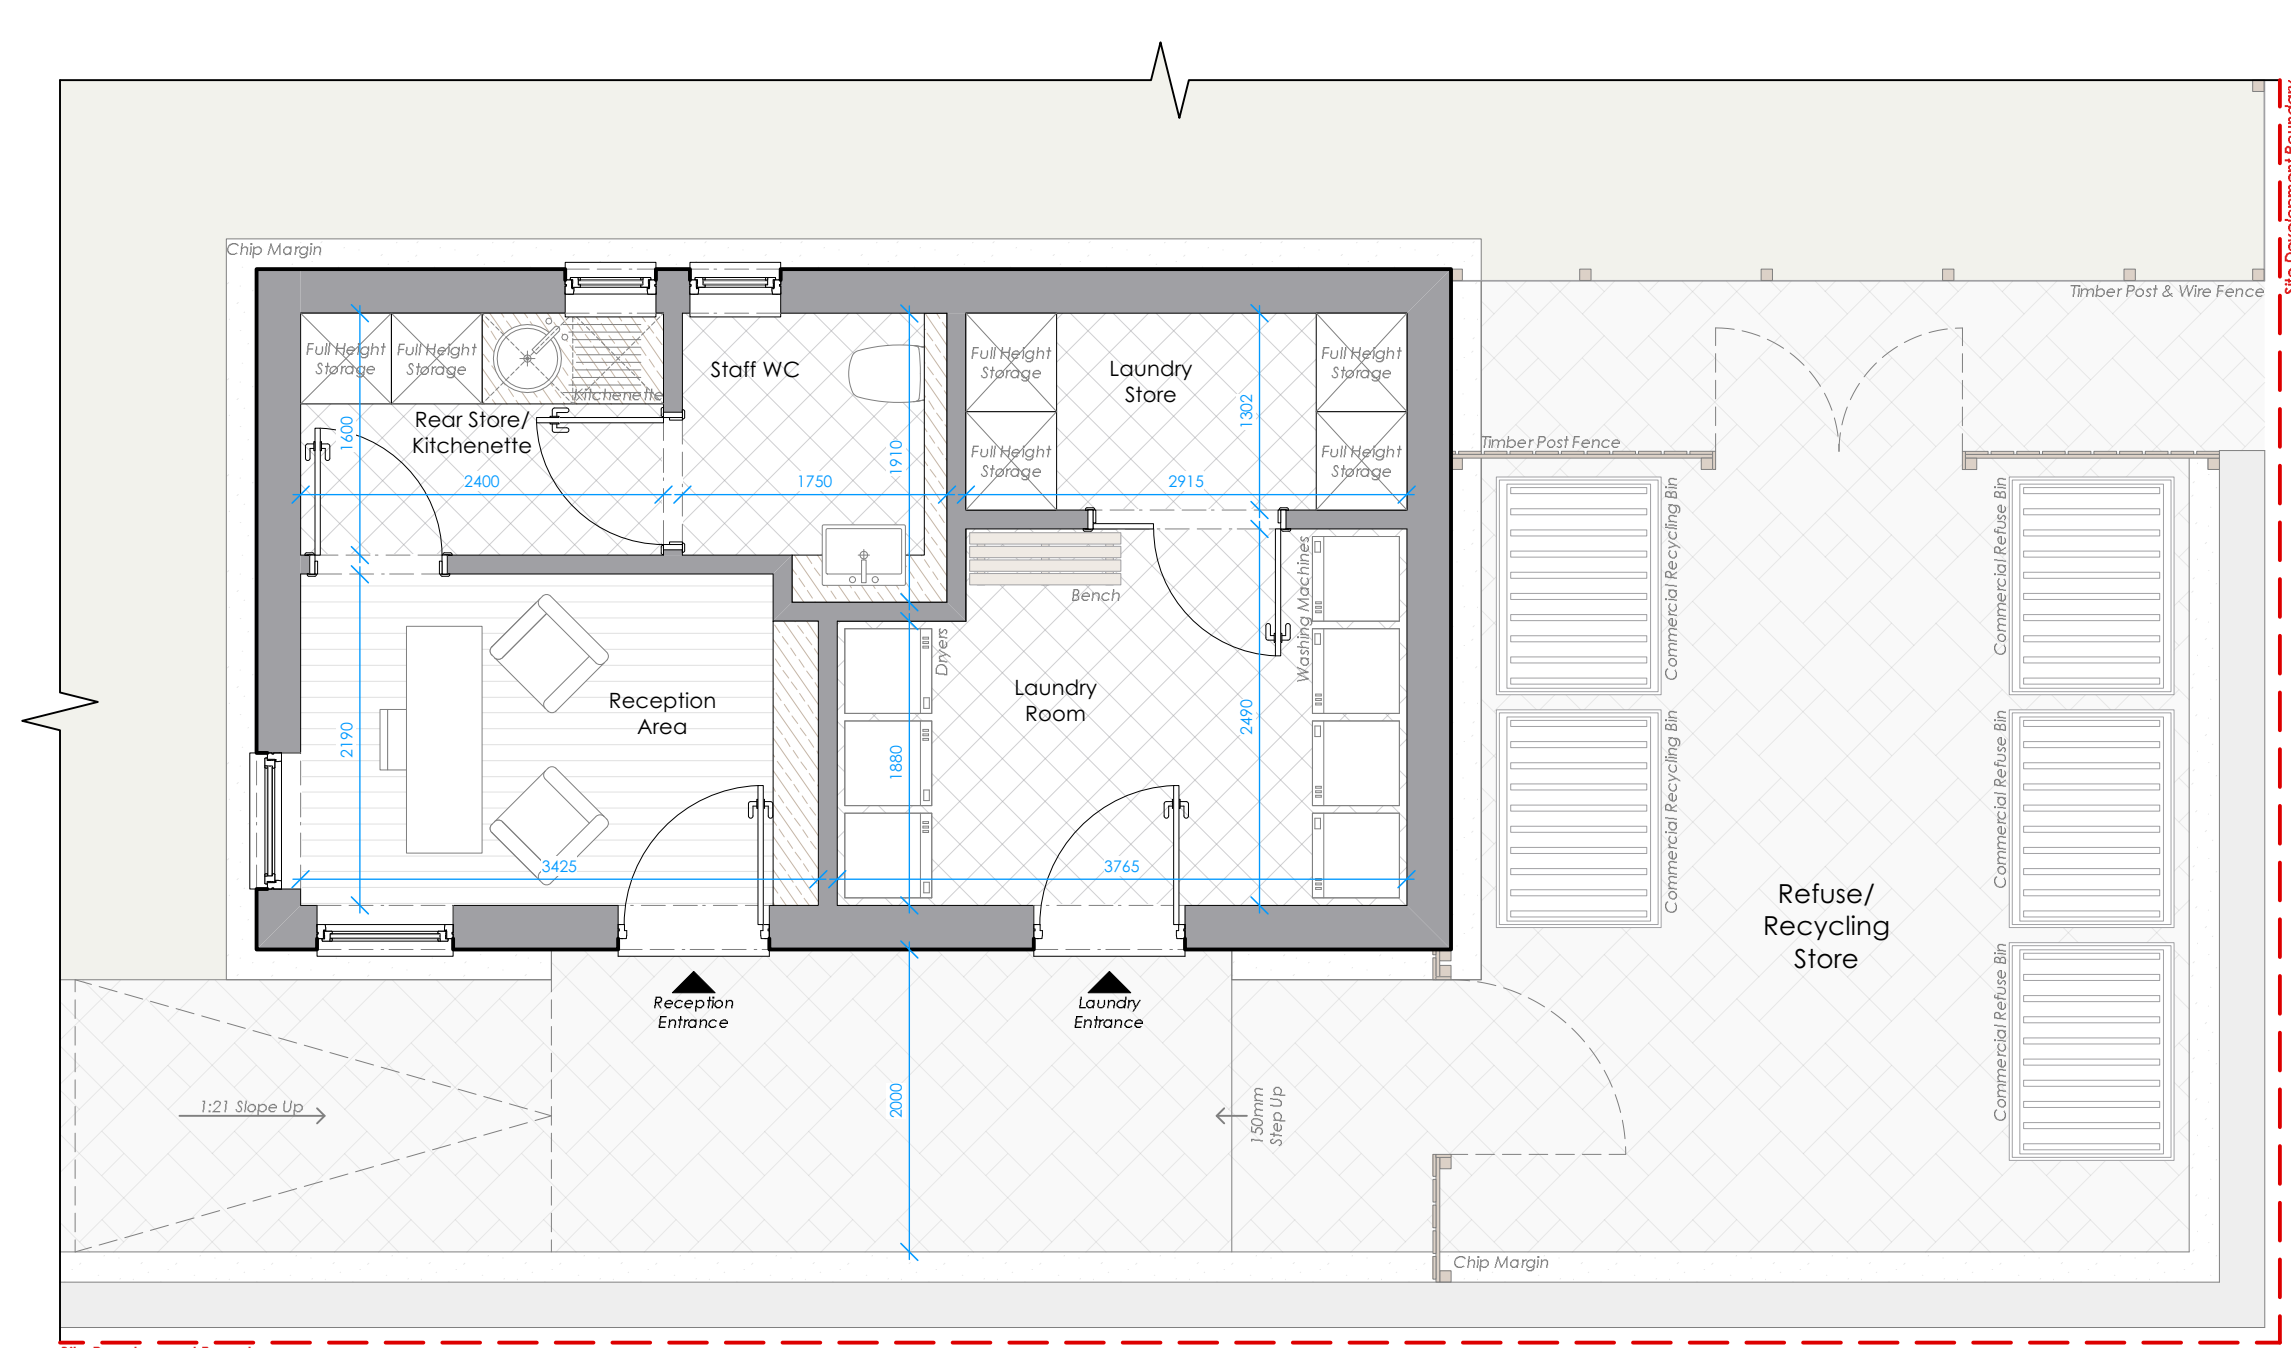 Site Development Boundary
Chip Margin
Timber Post & Wire Fence
Full Height
Storage
Full Height
Storage
Kitchenette
Rear Store/
Kitchenette
1600
2400
Staff WC
1910
1750
Full Height
Storage
Full Height
Storage
Laundry
Store
1302
2915
Full Height
Storage
Full Height
Storage
Timber Post Fence
Commercial Recycling Bin
Commercial Recycling Bin
Commercial Refuse Bin
Commercial Refuse Bin
Commercial Refuse Bin
Bench
Washing Machines
Dryers
Reception
Area
2190
3425
Laundry
Room
1880
2490
3765
Refuse/
Recycling
Store
Reception
Entrance
Laundry
Entrance
1:21 Slope Up
2000
150mm
Step Up
Chip Margin